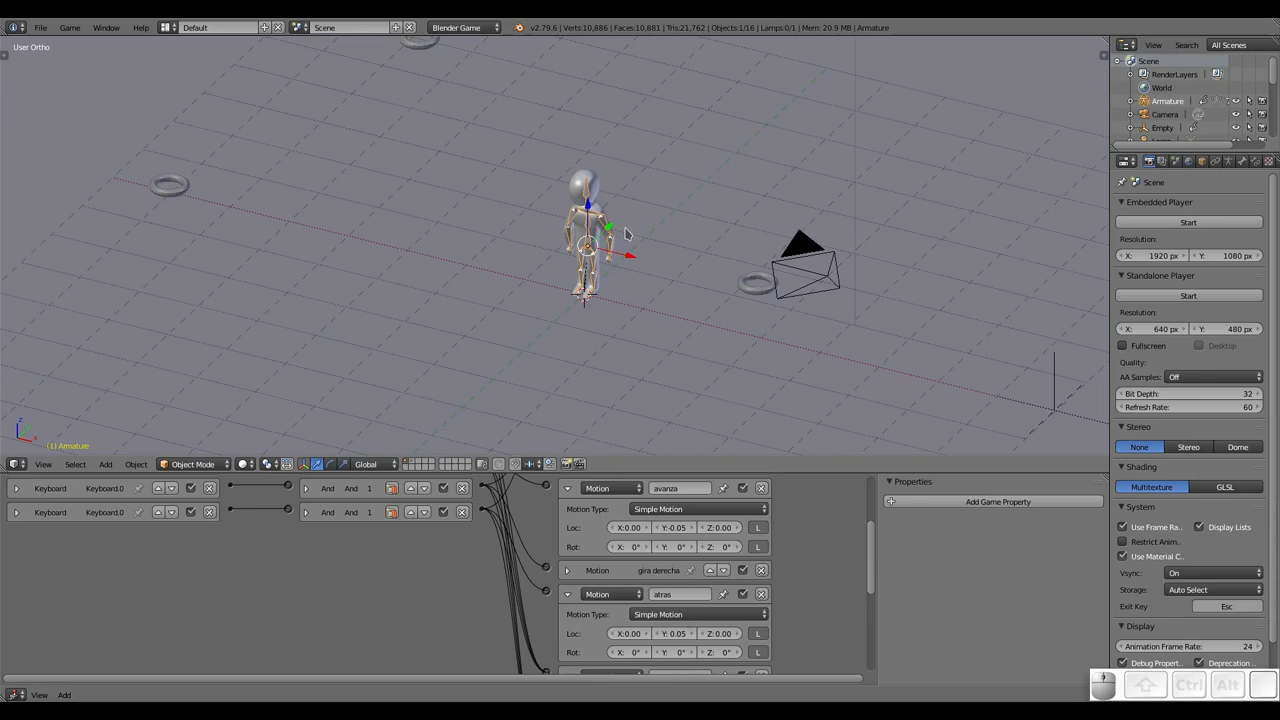 File Game Window Help Default Scene Blender Game v2.79.6 | Verts:10,886 | Faces:10,881 | Tris:21,762 | Objects:1/16 | Lamps:0/1 | Mem: 20.9 MB | Armature
View Search All Scenes
User Ortho
Scene
RenderLayers
World
Armature
Camera
Empty
Scene
Embedded Player
Start
Resolution:
X: 1920 px Y: 1080 px
Standalone Player
Start
Resolution:
X: 640 px Y: 480 px
Fullscreen Desktop
Quality:
AA Samples: Off
Bit Depth: 32
Refresh Rate: 60
Stereo
None Stereo Dome
Shading
Multitexture GLSL
System
Use Frame Ra.. Display Lists
Restrict Anim..
Use Material C..
Vsync: On
Storage: Auto Select
Exit Key Esc
Display
Animation Frame Rate: 24
Debug Propert.. Deprecation ..
z
x
(1) Armature
View Select Add Object Object Mode Global
Keyboard Keyboard.0 And And 1 Motion avanza
Keyboard Keyboard.0 And And 1 Motion Type: Simple Motion
Loc: X:0.00 Y:-0.05 Z: 0.00 L
Rot: X: 0° Y: 0° Z: 0° L
Motion gira derecha
Motion atras
Motion Type: Simple Motion
Loc: X:0.00 Y: 0.05 Z: 0.00 L
Rot: X: 0° Y: 0° Z: 0° L
Properties
Add Game Property
View Add
Ctrl Alt